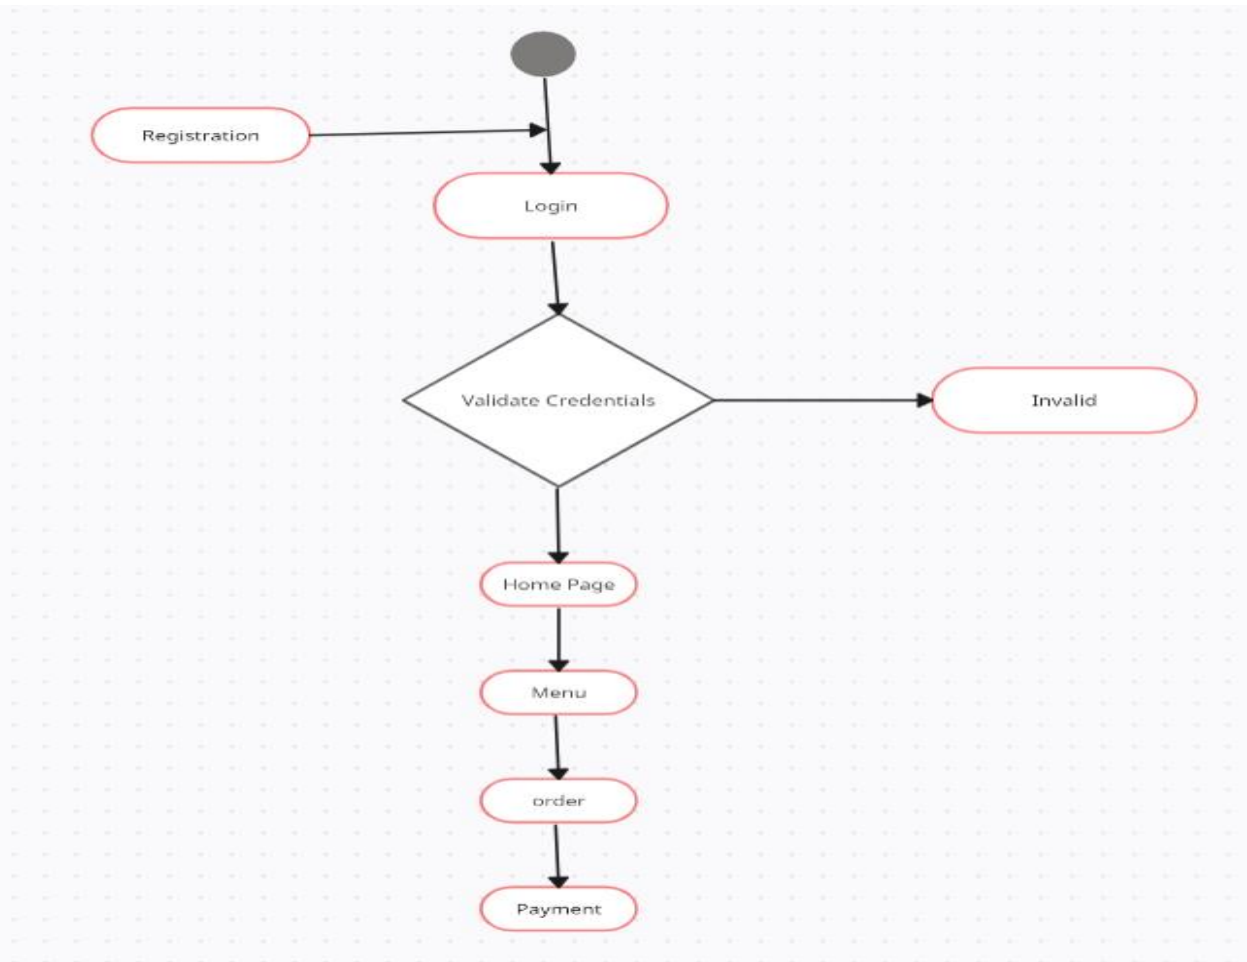 Registration
Login
Validate Credentials
Invalid
Home Page
Menu
order
Payment